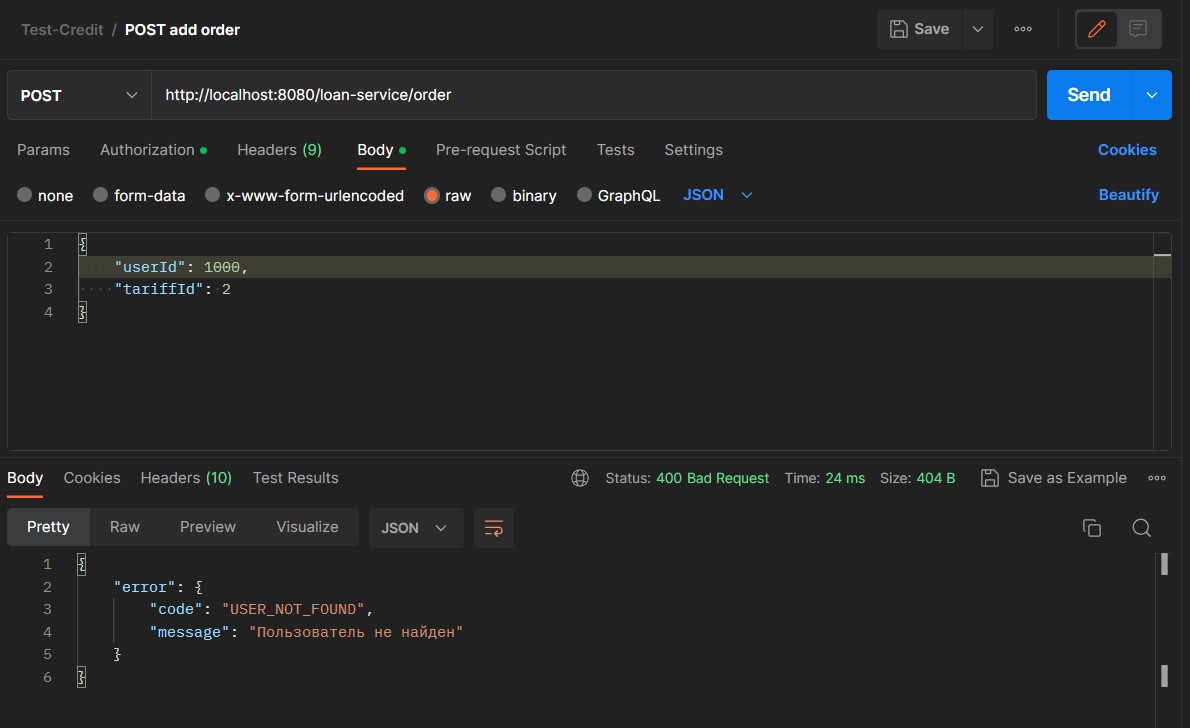 Test-Credit / POST add order
Save
POST
http://localhost:8080/loan-service/order
Send
Params Authorization Headers (9) Body Pre-request Script Tests Settings Cookies
none form-data x-www-form-urlencoded raw binary GraphQL JSON Beautify
1 {
2 "userId": 1000,
3 "tariffId": 2
4 }
Body Cookies Headers (10) Test Results Status: 400 Bad Request Time: 24 ms Size: 404 B Save as Example
Pretty Raw Preview Visualize JSON
1 {
2 "error": {
3 "code": "USER_NOT_FOUND",
4 "message": "Пользователь не найден"
5 }
6 }